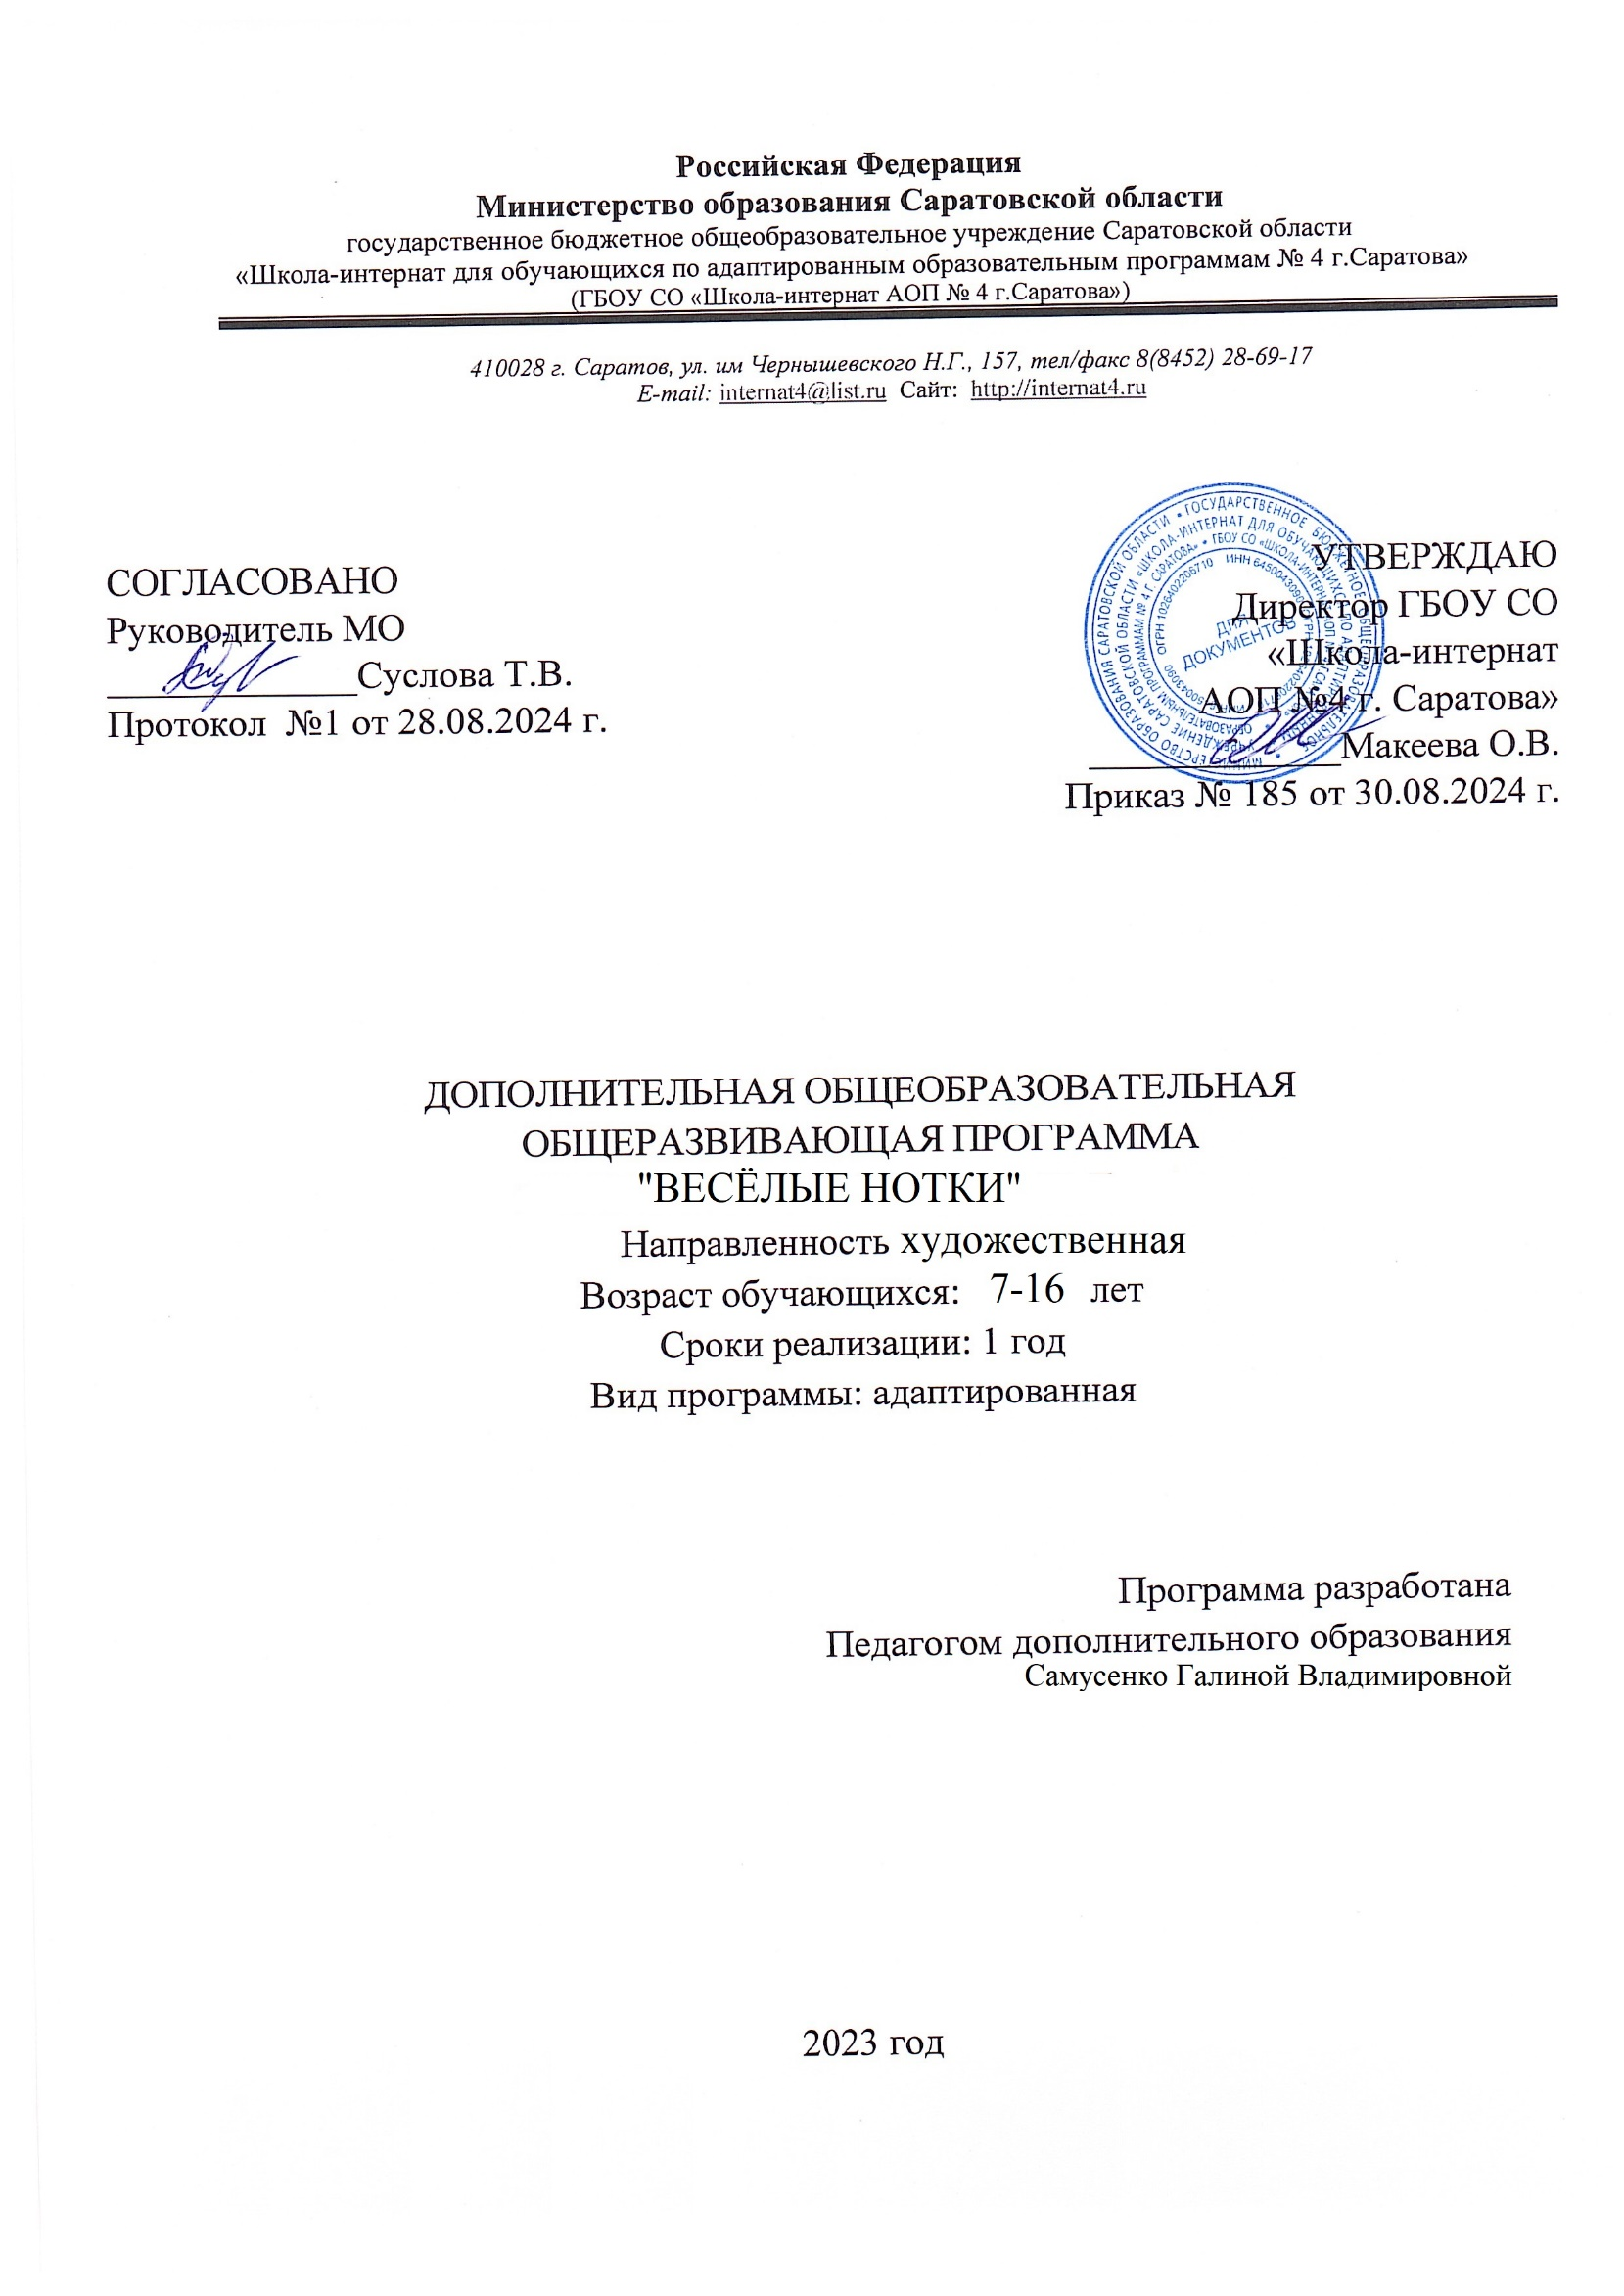 Российская Федерация
Министерство образования Саратовской области
государственное бюджетное общеобразовательное учреждение Саратовской области
«Школа-интернат для обучающихся по адаптированным образовательным программам № 4 г.Саратова»
(ГБОУ СО «Школа-интернат АОП № 4 г.Саратова»)
410028 г. Саратов, ул. им Чернышевского Н.Г., 157, тел/факс 8(8452) 28-69-17
E-mail: internat4@list.ru Сайт: http://internat4.ru
СОГЛАСОВАНО
Руководитель МО
_____________Суслова Т.В.
Протокол №1 от 28.08.2024 г.
УТВЕРЖДАЮ
Директор ГБОУ СО
«Школа-интернат
АОП №4 г. Саратова»
_____________Макеева О.В.
Приказ № 185 от 30.08.2024 г.
ДЛЯ
ДОКУМЕНТОВ
ДОПОЛНИТЕЛЬНАЯ ОБЩЕОБРАЗОВАТЕЛЬНАЯ
ОБЩЕРАЗВИВАЮЩАЯ ПРОГРАММА
"ВЕСЁЛЫЕ НОТКИ"
Направленность художественная
Возраст обучающихся: 7-16 лет
Сроки реализации: 1 год
Вид программы: адаптированная
Программа разработана
Педагогом дополнительного образования
Самусенко Галиной Владимировной
2023 год